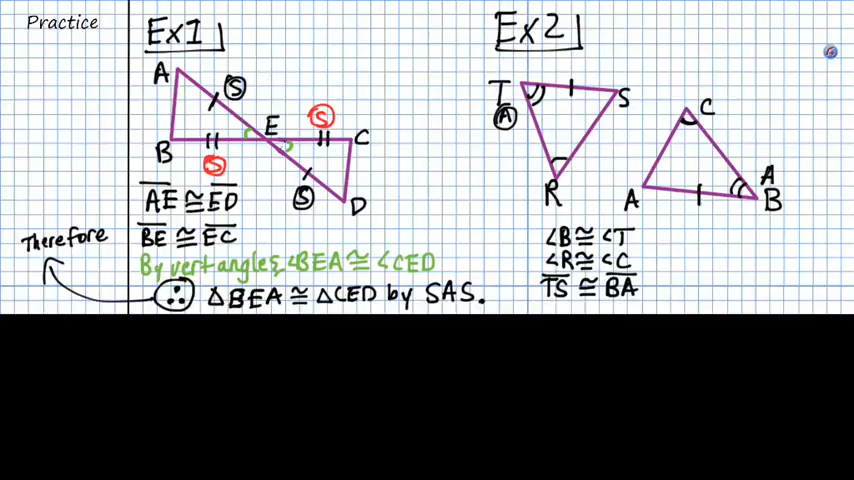 Practice
Ex1
Ex2
A
S
E
S
B
S
C
S
D
AE ≅ ED
BE ≅ EC
By vert angles, ∠BEA ≅ ∠CED
Therefore
∴ ΔBEA ≅ ΔCED by SAS.
T
A
S
R
C
A
A
B
∠B ≅ ∠T
∠R ≅ ∠C
TS ≅ BA